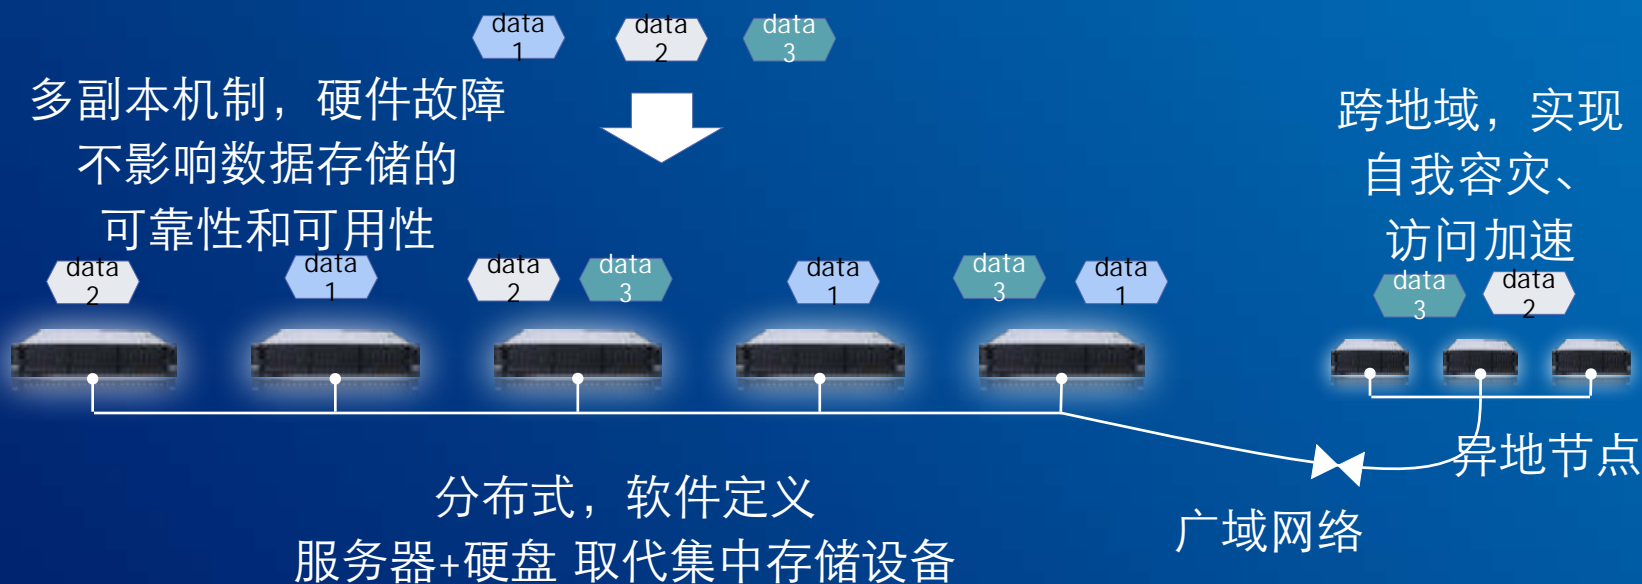 data
1
data
2
data
3
多副本机制，硬件故障
不影响数据存储的
可靠性和可用性
跨地域，实现
自我容灾、
访问加速
data
2
data
1
data
2
data
3
data
1
data
3
data
1
data
3
data
2
异地节点
广域网络
分布式，软件定义
服务器+硬盘 取代集中存储设备